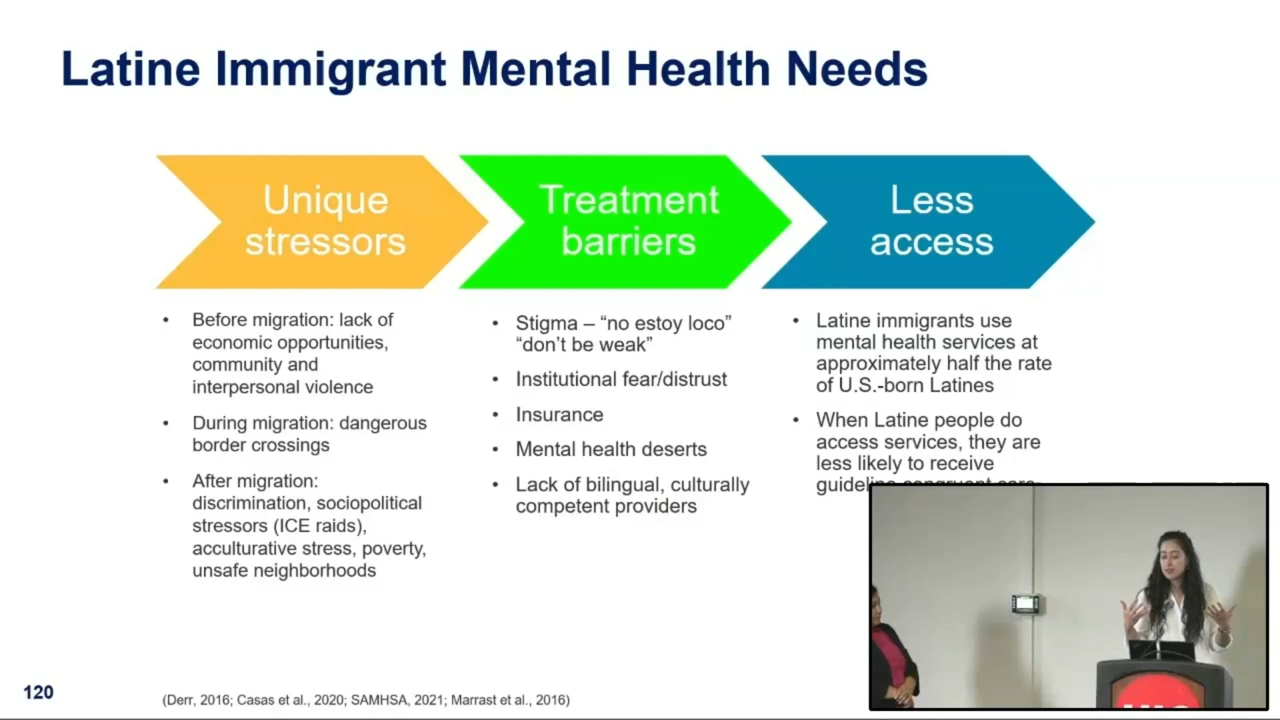 Latine Immigrant Mental Health Needs
Unique
stressors
Treatment
barriers
Less
access
• Before migration: lack of
economic opportunities,
community and
interpersonal violence
• During migration: dangerous
border crossings
• After migration:
discrimination, sociopolitical
stressors (ICE raids),
acculturative stress, poverty,
unsafe neighborhoods
• Stigma – “no estoy loco”
“don’t be weak”
• Institutional fear/distrust
• Insurance
• Mental health deserts
• Lack of bilingual, culturally
competent providers
• Latine immigrants use
mental health services at
approximately half the rate
of U.S.-born Latines
• When Latine people do
access services, they are
less likely to receive
120
(Derr, 2016; Casas et al., 2020; SAMHSA, 2021; Marrast et al., 2016)